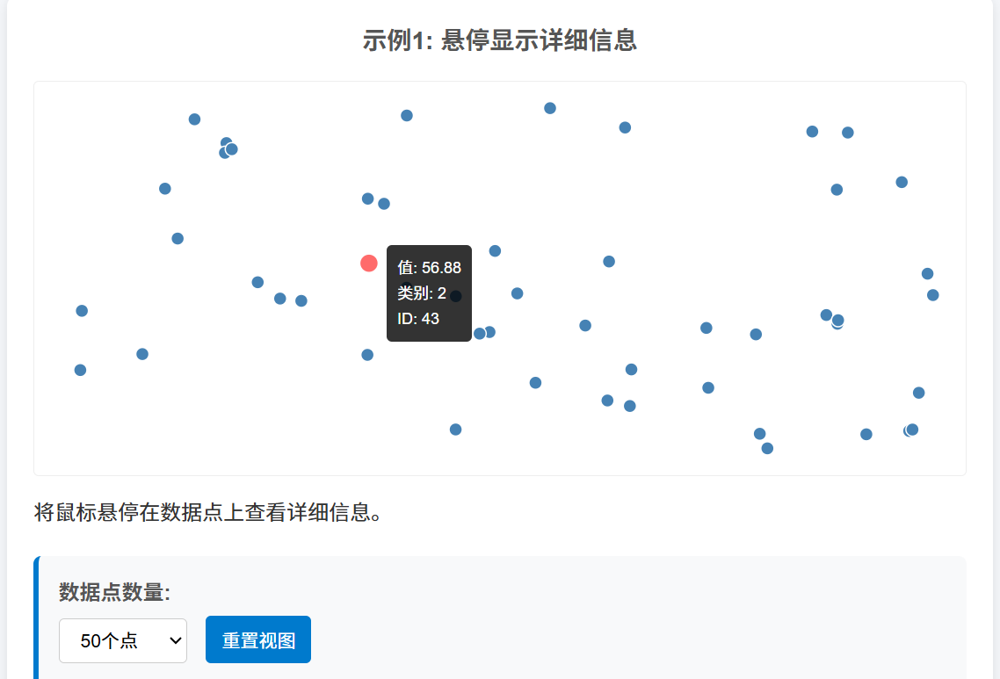 示例1: 悬停显示详细信息
值: 56.88
类别: 2
ID: 43
将鼠标悬停在数据点上查看详细信息。
数据点数量:
50个点
重置视图